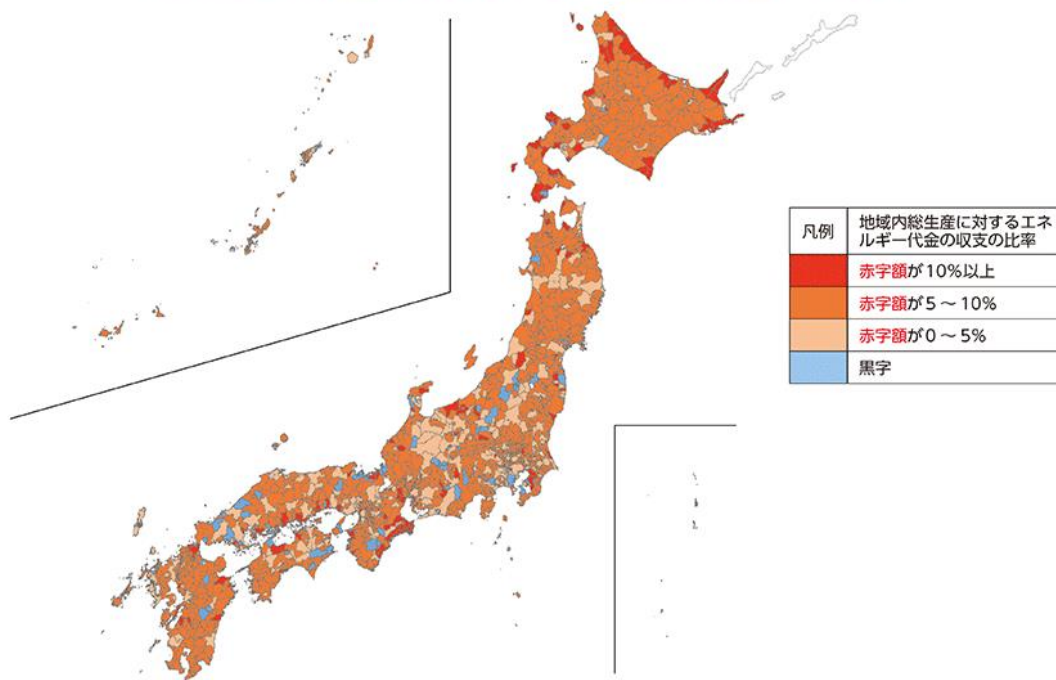 凡例
地域内総生産に対するエネ
ルギー代金の収支の比率
赤字額が10%以上
赤字額が5～10%
赤字額が0～5%
黒字